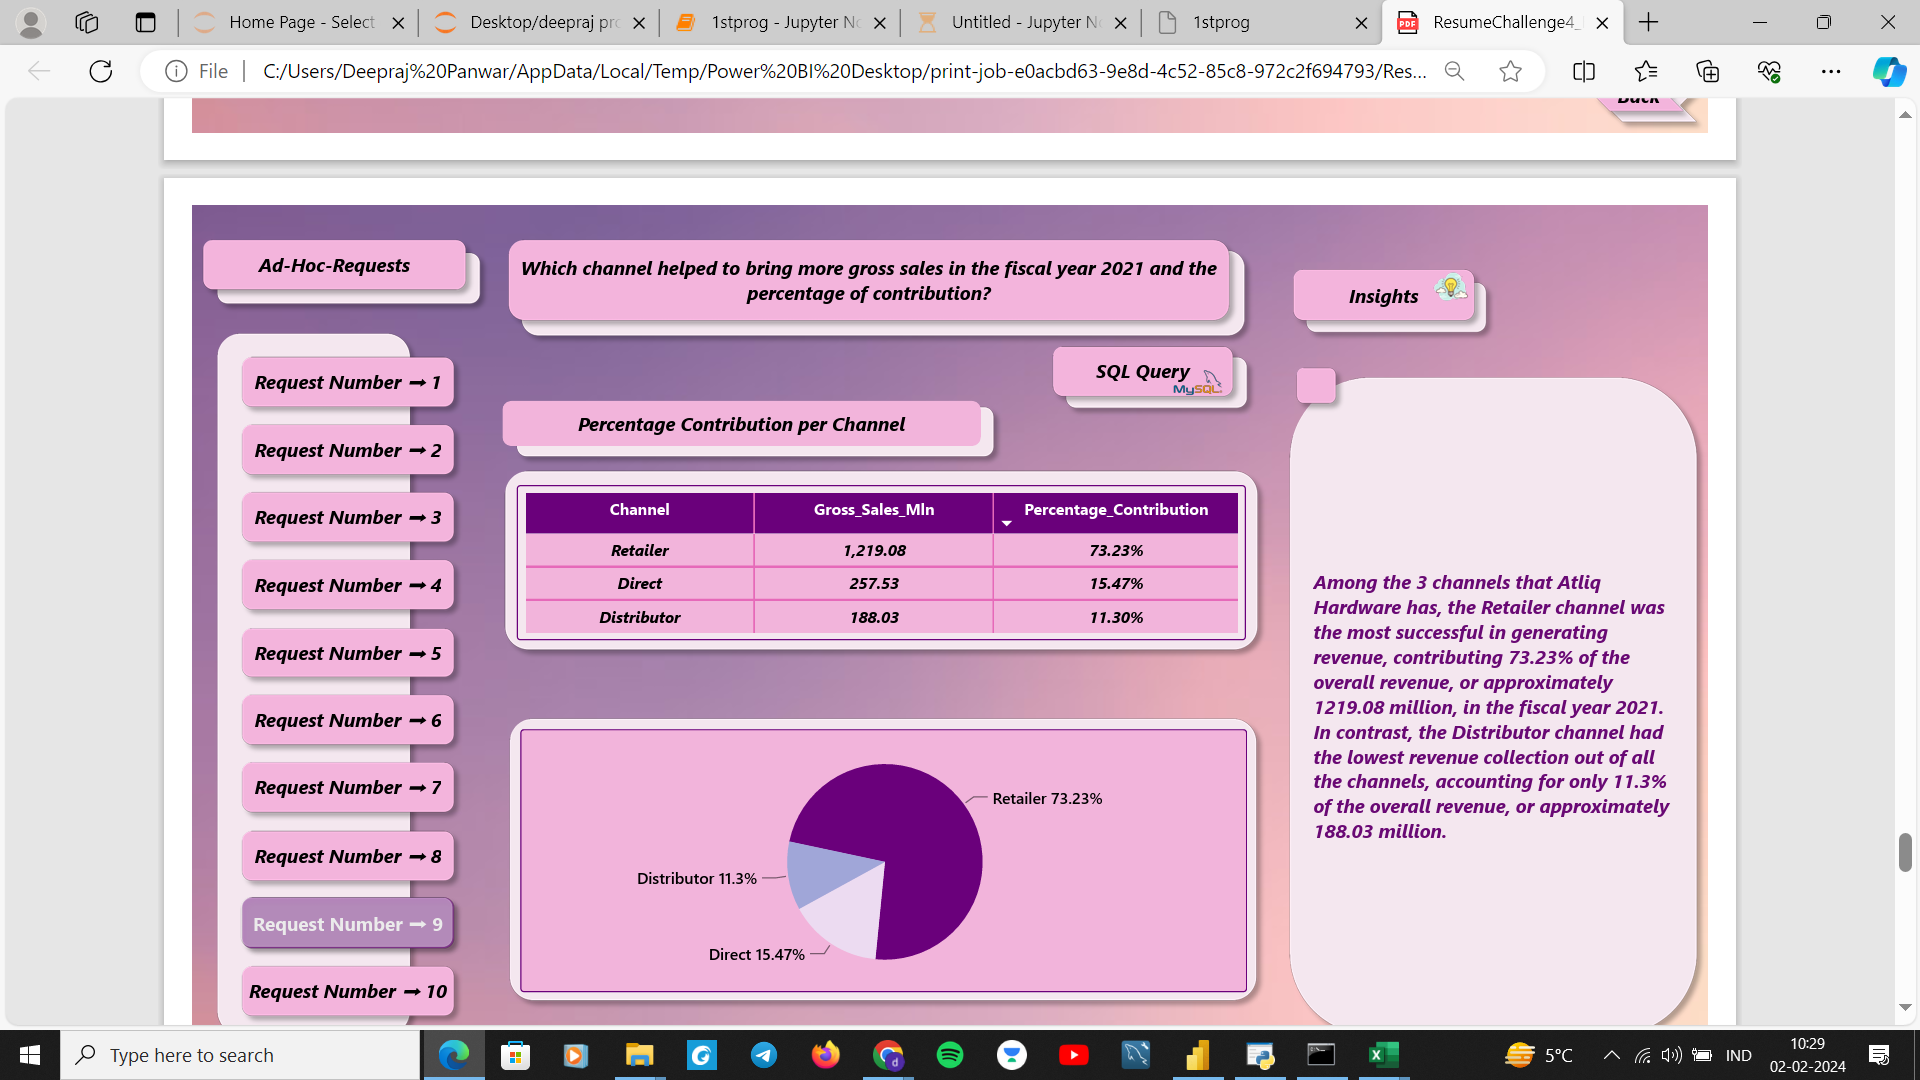 Home Page - Select
Desktop/deepraj pr
1stprog - Jupyter N
Untitled - Jupyter N
1stprog
ResumeChallenge4_
File
C:/Users/Deepraj%20Panwar/AppData/Local/Temp/Power%20BI%20Desktop/print-job-e0acbd63-9e8d-4c52-85c8-972c2f694793/Res...
Back
Ad-Hoc-Requests
Which channel helped to bring more gross sales in the fiscal year 2021 and the
percentage of contribution?
Insights
SQL Query
MySQL
Percentage Contribution per Channel
Request Number → 1
Request Number → 2
Request Number → 3
Request Number → 4
Request Number → 5
Request Number → 6
Request Number → 7
Request Number → 8
Request Number → 9
Request Number → 10
Channel Gross_Sales_Mln Percentage_Contribution
Retailer 1,219.08 73.23%
Direct 257.53 15.47%
Distributor 188.03 11.30%
Retailer 73.23%
Distributor 11.3%
Direct 15.47%
Among the 3 channels that Atliq
Hardware has, the Retailer channel was
the most successful in generating
revenue, contributing 73.23% of the
overall revenue, or approximately
1219.08 million, in the fiscal year 2021.
In contrast, the Distributor channel had
the lowest revenue collection out of all
the channels, accounting for only 11.3%
of the overall revenue, or approximately
188.03 million.
Type here to search
5°C
IND
10:29
02-02-2024